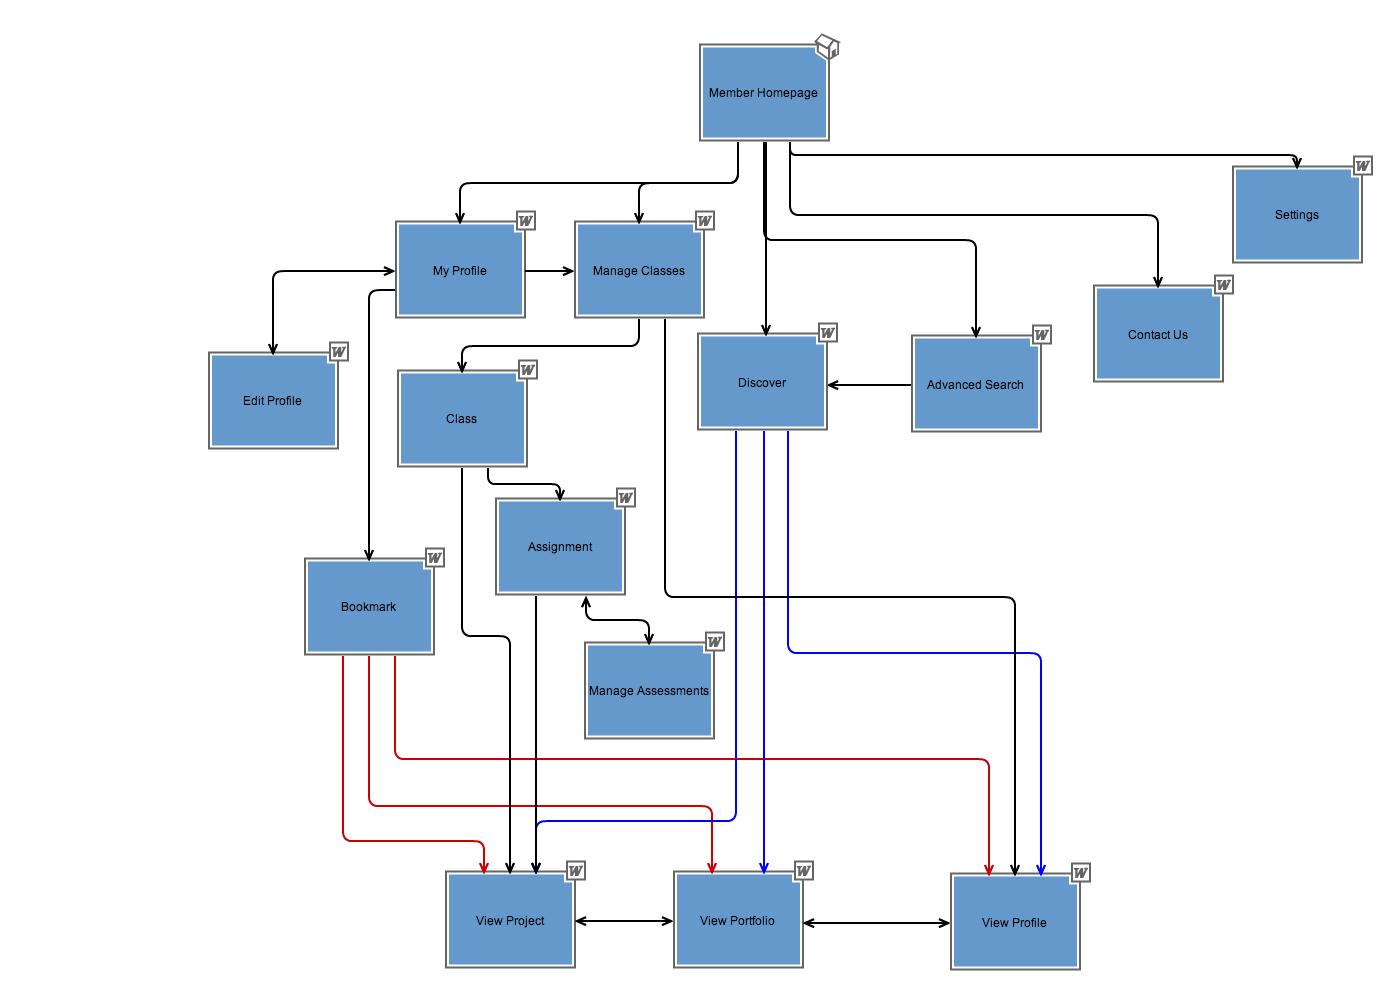 Member Homepage
W
Settings
W
My Profile
W
Manage Classes
W
Contact Us
W
Discover
W
Advanced Search
W
Edit Profile
W
Class
W
Assignment
W
Bookmark
W
Manage Assessments
W
View Project
W
View Portfolio
W
View Profile